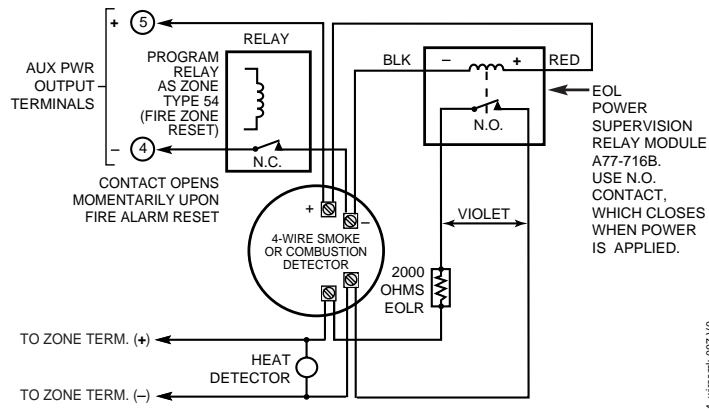 + 5
RELAY
AUX PWR
OUTPUT
TERMINALS
PROGRAM
RELAY
AS ZONE
TYPE 54
(FIRE ZONE
RESET)
– 4
N.C.
CONTACT OPENS
MOMENTARILY UPON
FIRE ALARM RESET
BLK – + RED
N.O.
EOL
POWER
SUPERVISION
RELAY MODULE
A77-716B.
USE N.O.
CONTACT,
WHICH CLOSES
WHEN POWER
IS APPLIED.
VIOLET
+ –
4-WIRE SMOKE
OR COMBUSTION
DETECTOR
2000
OHMS
EOLR
TO ZONE TERM. (+)
HEAT
DETECTOR
TO ZONE TERM. (–)